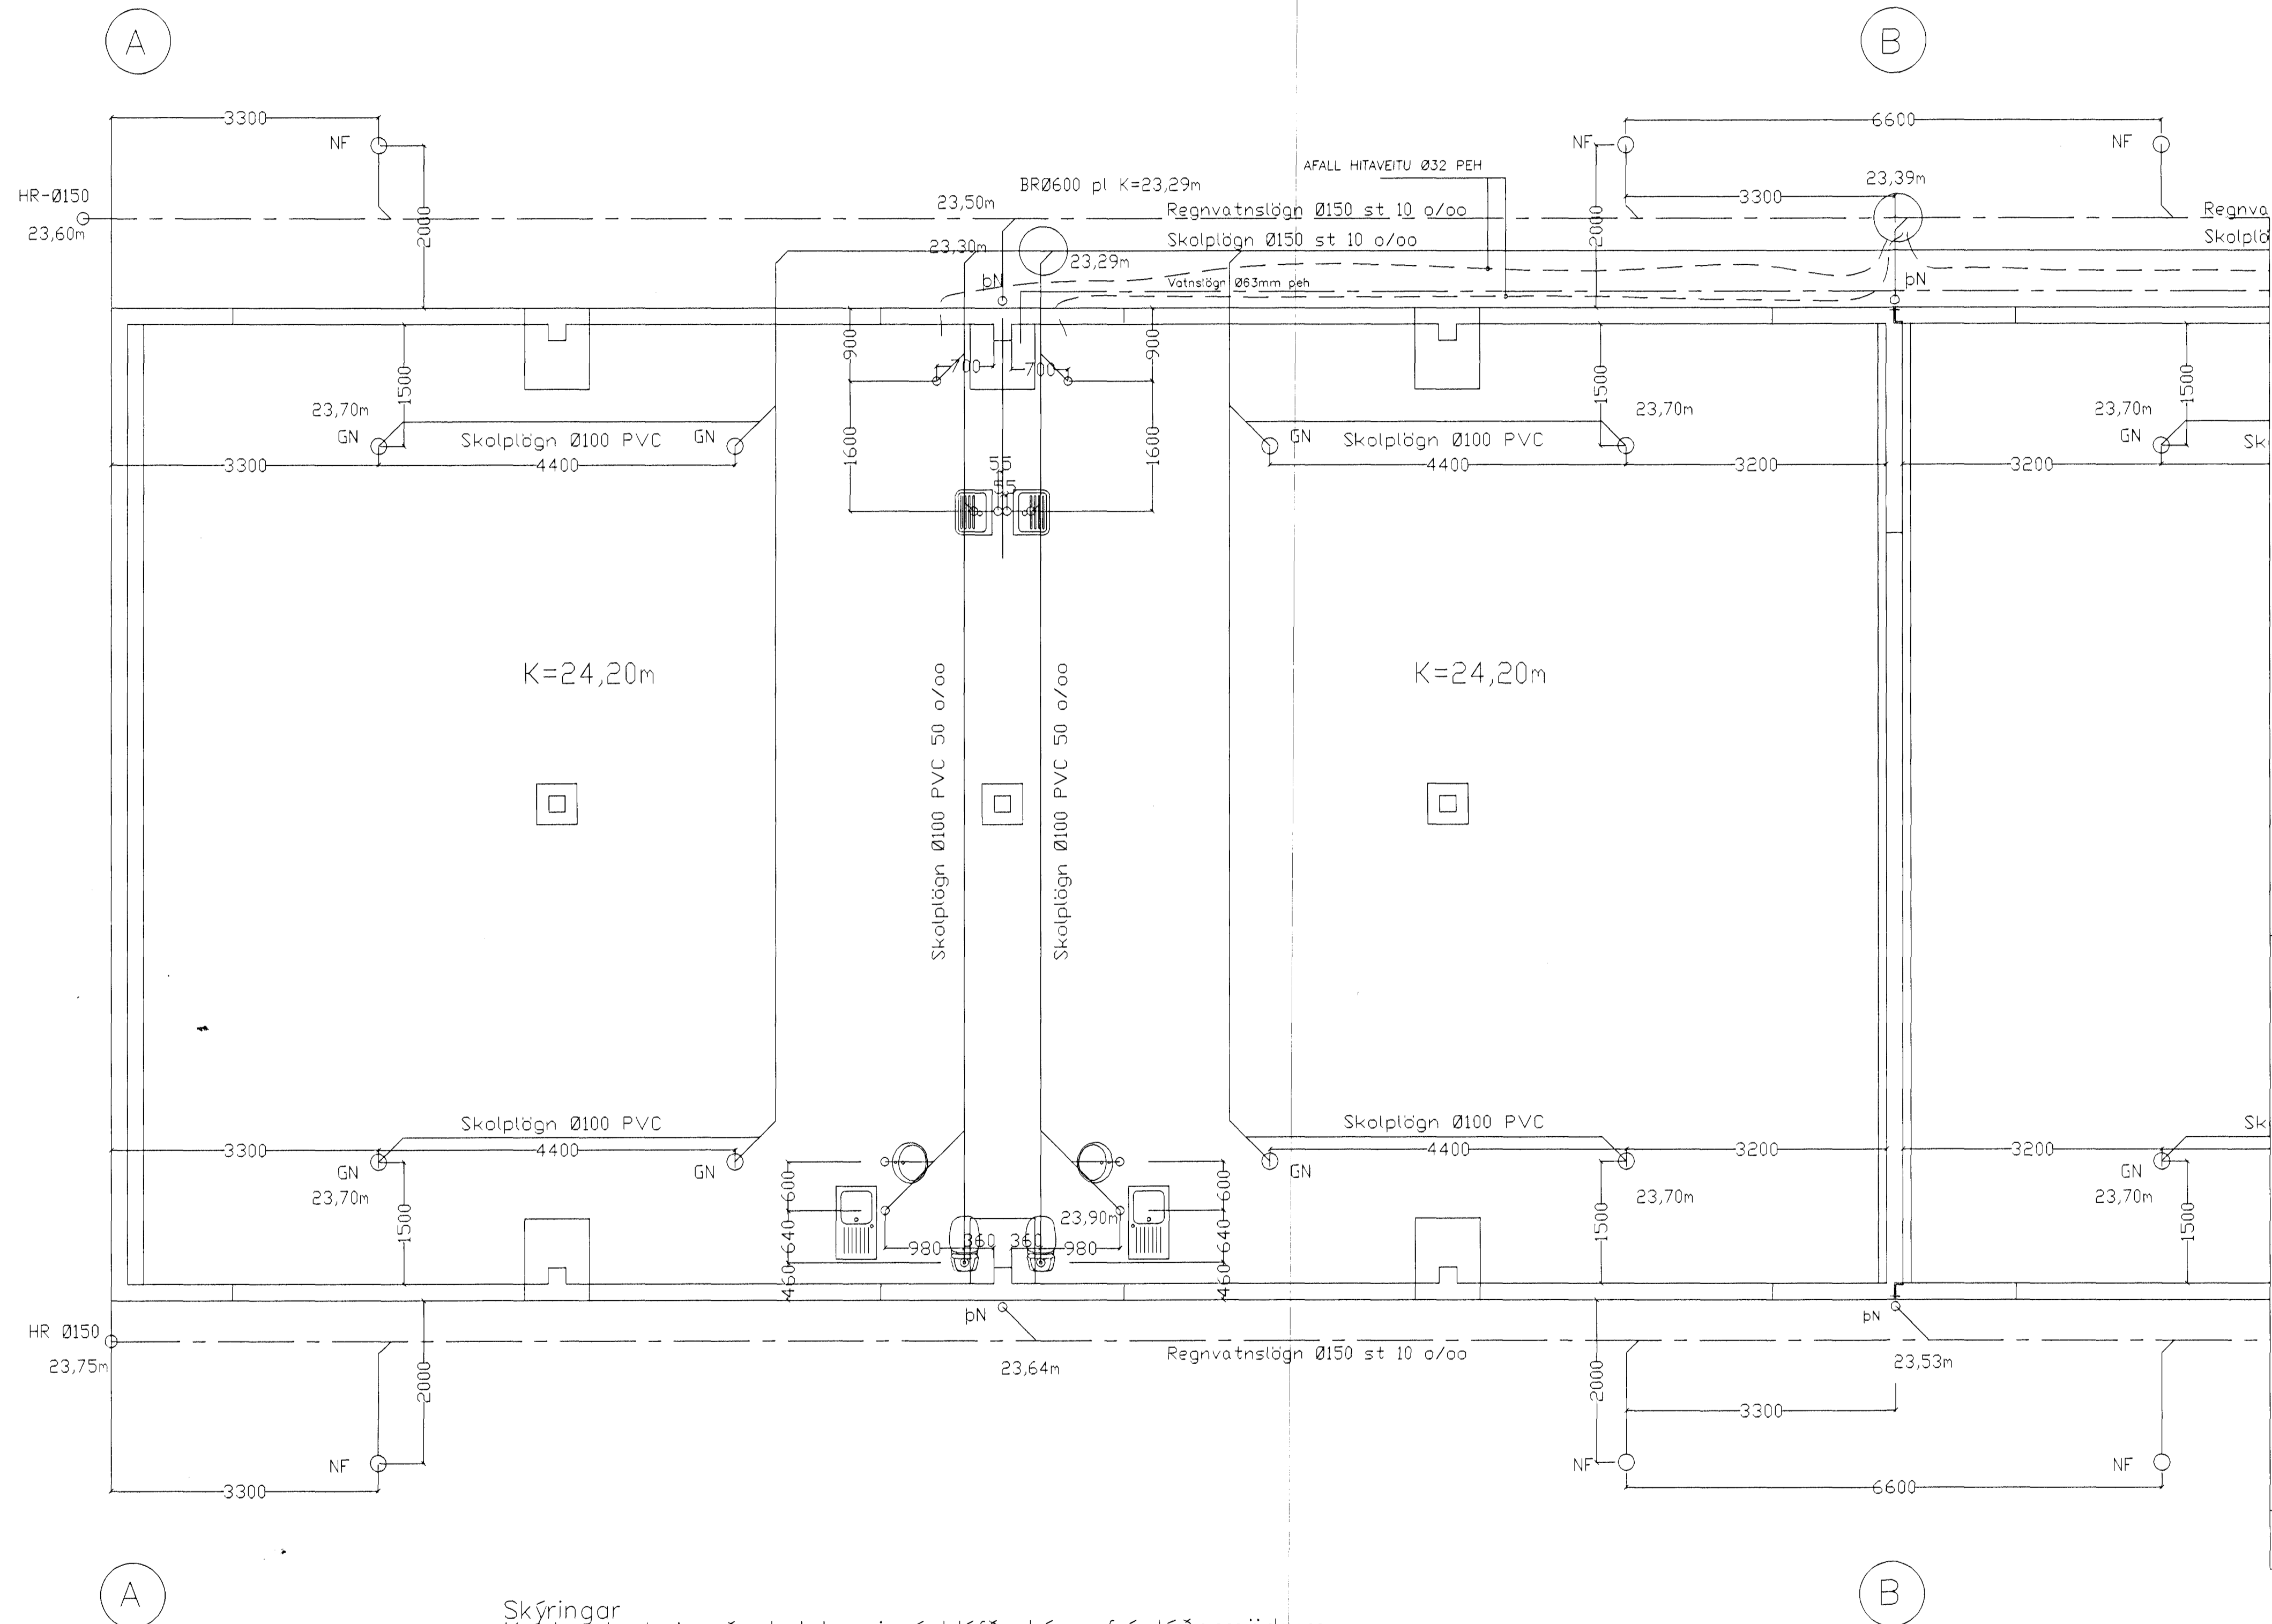 A
B
3300
6600
NF
NF
NF
AFALL HITAVEITU Ø32 PEH
HR-Ø150
BRØ600 pl K=23,29m
23,39m
3300
23,50m
Regnvatnslögn Ø150 st 10 o/oo
Regnva
23,60m
2000
2000
23,30m
Skolplögn Ø150 st 10 o/oo
Skolplö
23,29m
þN
Vatnslögn Ø63mm peh
þN
900
900
700
700
1500
1500
1500
23,70m
23,70m
23,70m
GN
Skolplögn Ø100 PVC
GN
GN
Skolplögn Ø100 PVC
GN
Sk
1600
1600
3300
4400
55
55
4400
3200
3200
K=24,20m
K=24,20m
Skolplögn Ø100 PVC 50 o/oo
Skolplögn Ø100 PVC 50 o/oo
Skolplögn Ø100 PVC
Skolplögn Ø100 PVC
Sk
3300
4400
4400
3200
3200
GN
GN
GN
GN
23,70m
23,70m
23,70m
600
600
1500
23,90m
1500
1500
640
980
360
360
980
640
460
460
þN
þN
HR Ø150
23,75m
Regnvatnslögn Ø150 st 10 o/oo
23,64m
23,53m
2000
2000
3300
NF
NF
NF
3300
6600
A
B
Skýringar